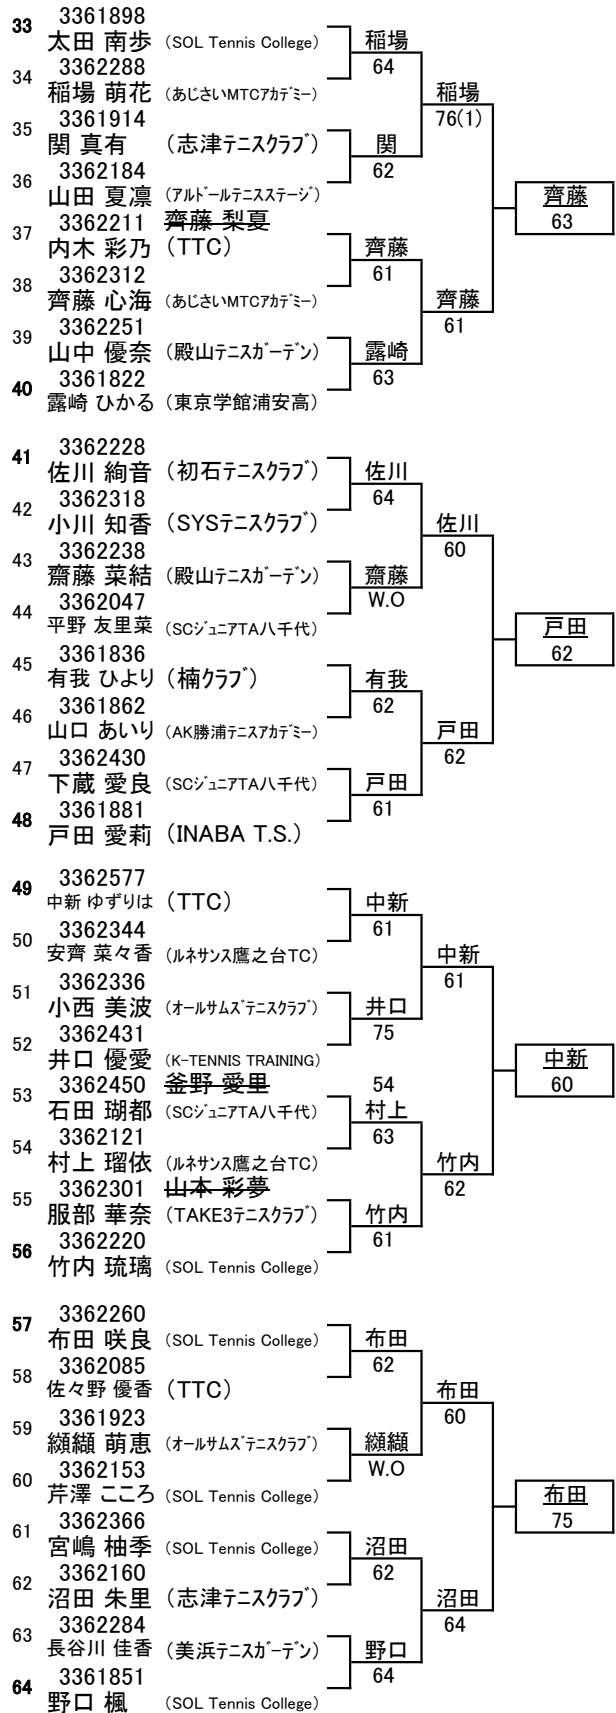 33 3361898
太田 南歩 (SOL Tennis College)
稲場
64
34 3362288
稲場 萌花 (あじさいMTCアカデミー)
稲場
76(1)
35 3361914
関 真有 (志津テニスクラブ)
関
62
36 3362184
山田 夏凛 (アルドールテニスステージ)
齊藤
63
37 3362211 齊藤 梨夏
内木 彩乃 (TTC)
齊藤
61
38 3362312
齊藤 心海 (あじさいMTCアカデミー)
齊藤
61
39 3362251
山中 優奈 (殿山テニスガーデン)
露崎
63
40 3361822
露崎 ひかる (東京学館浦安高)
41 3362228
佐川 絢音 (初石テニスクラブ)
佐川
64
42 3362318
小川 知香 (SYSテニスクラブ)
佐川
60
43 3362238
齋藤 菜結 (殿山テニスガーデン)
齋藤
W.O
44 3362047
平野 友里菜 (SCジュニアTA八千代)
戸田
62
45 3361836
有我 ひより (楠クラブ)
有我
62
46 3361862
山口 あいり (AK勝浦テニスアカデミー)
戸田
62
47 3362430
下蔵 愛良 (SCジュニアTA八千代)
戸田
61
48 3361881
戸田 愛莉 (INABA T.S.)
49 3362577
中新 ゆずりは (TTC)
中新
61
50 3362344
安齊 菜々香 (ルネサンス鷹之台TC)
中新
61
51 3362336
小西 美波 (オールサムズテニスクラブ)
井口
75
52 3362431
井口 優愛 (K-TENNIS TRAINING)
中新
60
53 3362450 釜野 愛里
石田 瑚都 (SCジュニアTA八千代)
54
村上
63
54 3362121
村上 瑠依 (ルネサンス鷹之台TC)
竹内
62
55 3362301 山本 彩夢
服部 華奈 (TAKE3テニスクラブ)
竹内
61
56 3362220
竹内 琉璃 (SOL Tennis College)
57 3362260
布田 咲良 (SOL Tennis College)
布田
62
58 3362085
佐々野 優香 (TTC)
布田
60
59 3361923
纐纈 萌恵 (オールサムズテニスクラブ)
纐纈
W.O
60 3362153
芹澤 こころ (SOL Tennis College)
布田
75
61 3362366
宮嶋 柚季 (SOL Tennis College)
沼田
62
62 3362160
沼田 朱里 (志津テニスクラブ)
沼田
64
63 3362284
長谷川 佳香 (美浜テニスガーデン)
野口
64
64 3361851
野口 楓 (SOL Tennis College)